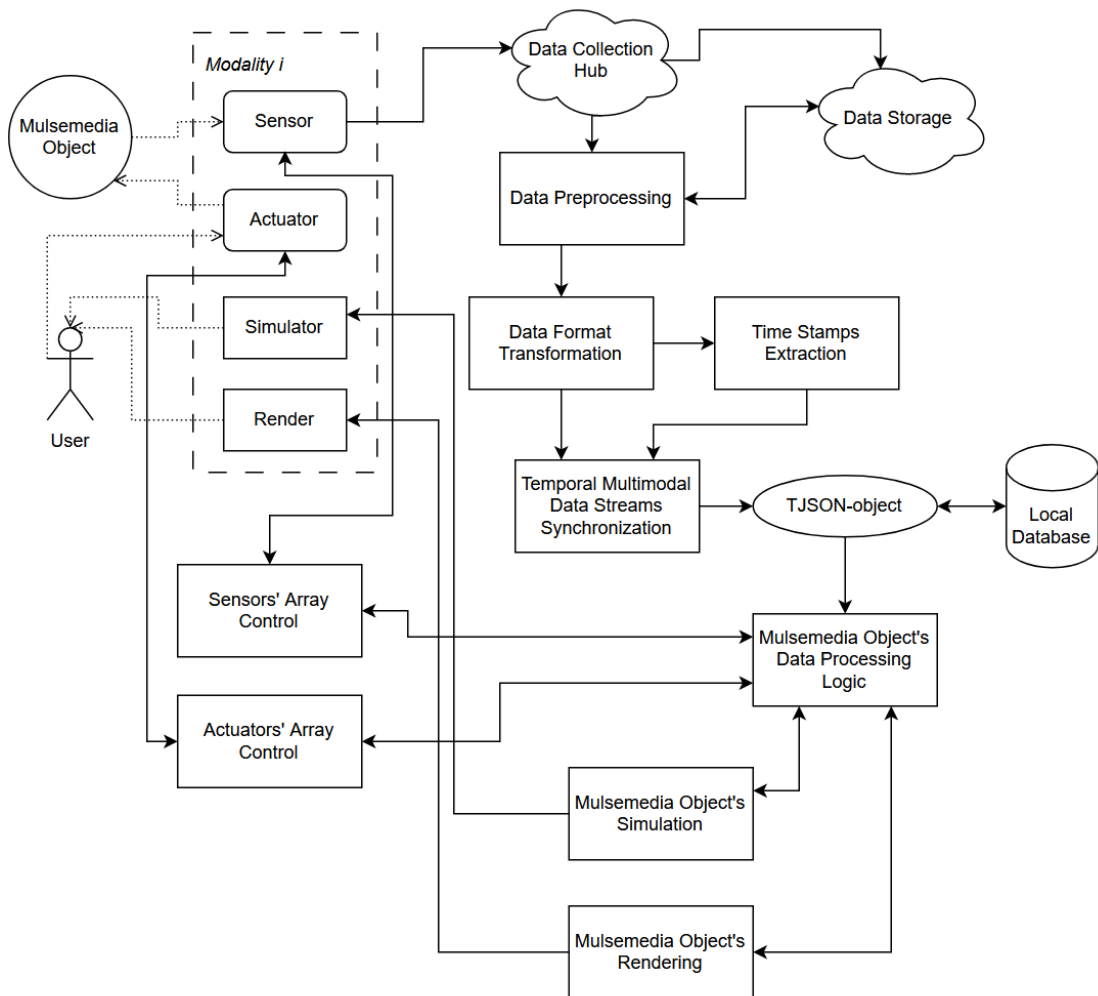 Modality i
Mulsemedia
Object
Sensor
Actuator
Simulator
Render
User
Data Collection
Hub
Data Storage
Data Preprocessing
Data Format
Transformation
Time Stamps
Extraction
Temporal Multimodal
Data Streams
Synchronization
TJSON-object
Local
Database
Sensors' Array
Control
Mulsemedia Object's
Data Processing
Logic
Actuators' Array
Control
Mulsemedia Object's
Simulation
Mulsemedia Object's
Rendering